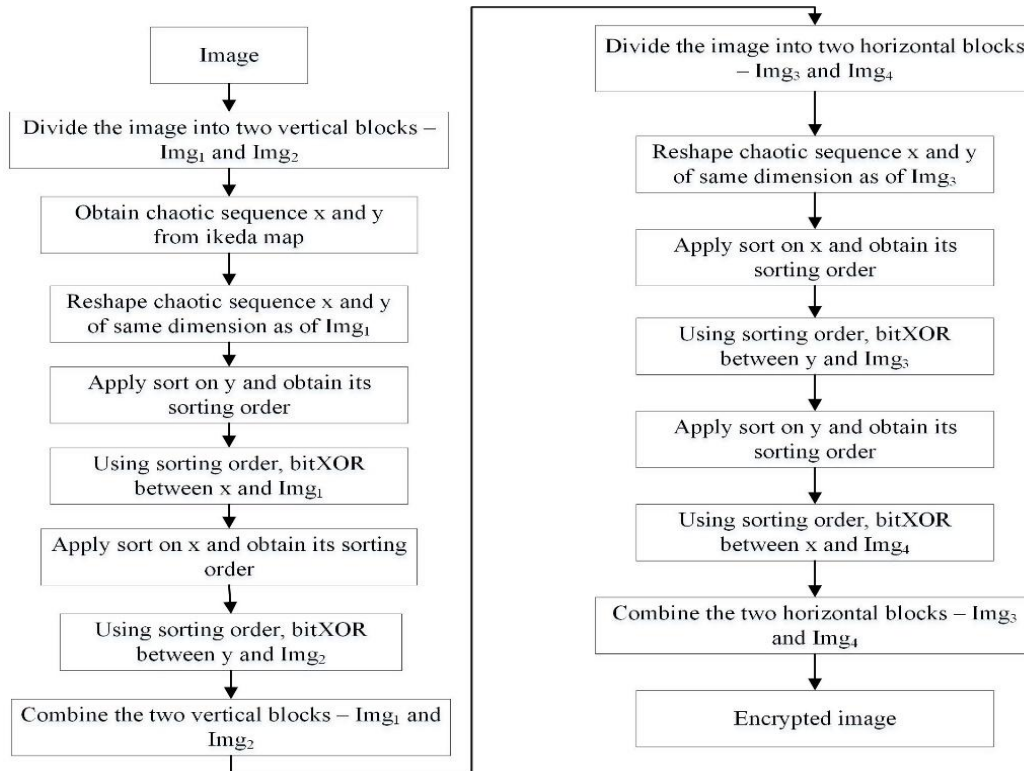 Image
Divide the image into two vertical blocks –
Img₁ and Img₂
Obtain chaotic sequence x and y
from ikeda map
Reshape chaotic sequence x and y
of same dimension as of Img₁
Apply sort on y and obtain its
sorting order
Using sorting order, bitXOR
between x and Img₁
Apply sort on x and obtain its sorting
order
Using sorting order, bitXOR
between y and Img₂
Combine the two vertical blocks – Img₁ and
Img₂
Divide the image into two horizontal blocks
– Img₃ and Img₄
Reshape chaotic sequence x and y
of same dimension as of Img₃
Apply sort on x and obtain its
sorting order
Using sorting order, bitXOR
between y and Img₃
Apply sort on y and obtain its
sorting order
Using sorting order, bitXOR
between x and Img₄
Combine the two horizontal blocks – Img₃
and Img₄
Encrypted image